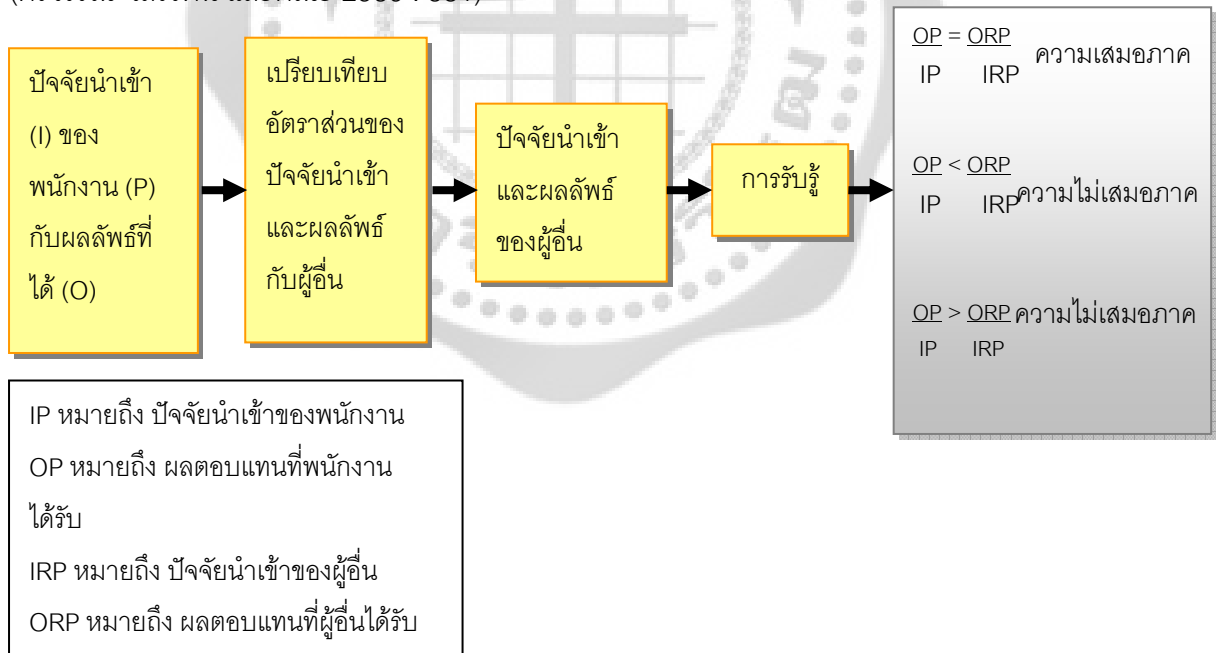 ปัจจัยนำเข้า
(I) ของ
พนักงาน (P)
กับผลลัพธ์ที่
ได้ (O)
เปรียบเทียบ
อัตราส่วนของ
ปัจจัยนำเข้า
และผลลัพธ์
กับผู้อื่น
ปัจจัยนำเข้า
และผลลัพธ์
ของผู้อื่น
การรับรู้
OP = ORP ความเสมอภาค
IP IRP
OP < ORP
IP IRP ความไม่เสมอภาค
OP > ORP ความไม่เสมอภาค
IP IRP
IP หมายถึง ปัจจัยนำเข้าของพนักงาน
OP หมายถึง ผลตอบแทนที่พนักงาน
ได้รับ
IRP หมายถึง ปัจจัยนำเข้าของผู้อื่น
ORP หมายถึง ผลตอบแทนที่ผู้อื่นได้รับ